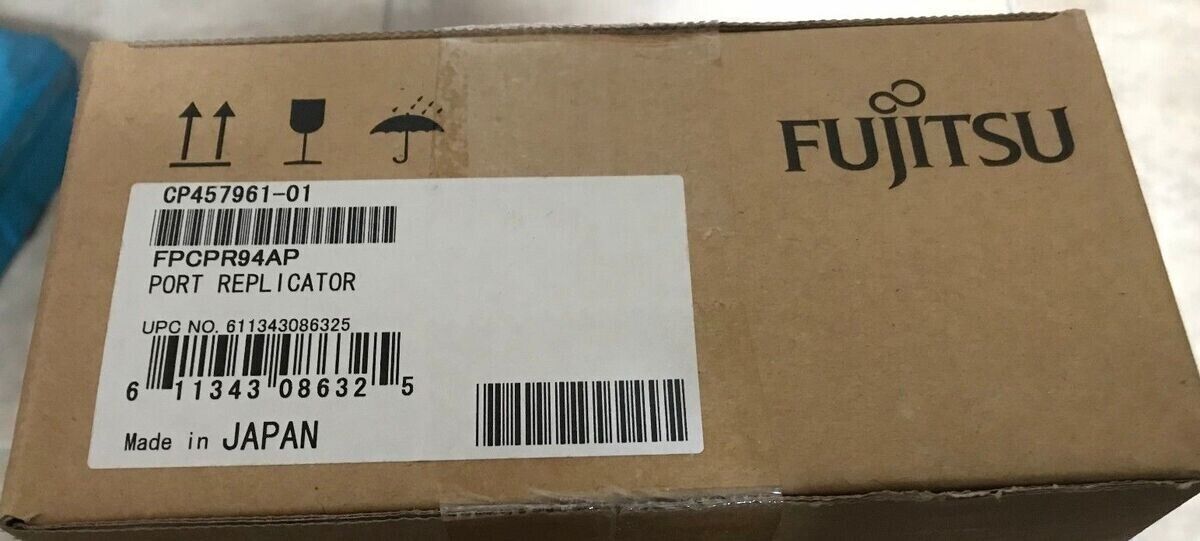 FUJITSU
CP457961-01
FPCPR94AP
PORT REPLICATOR
UPC NO. 611343086325
6 11343 08632 5
Made in JAPAN